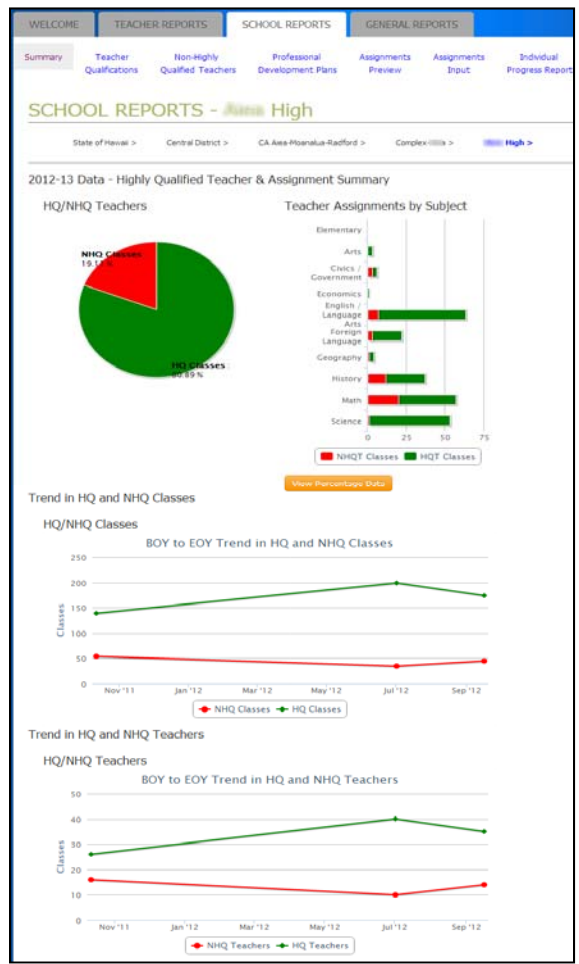 WELCOME TEACHER REPORTS SCHOOL REPORTS GENERAL REPORTS
Summary Teacher Qualifications Non-Highly Qualified Teachers Professional Development Plans Assignments Preview Assignments Input Individual Progress Report
SCHOOL REPORTS - High
State of Hawaii > Central District > CA Aiea-Moanalua-Radford > Complex > High >
2012-13 Data - Highly Qualified Teacher & Assignment Summary
HQ/NHQ Teachers
NHQ Classes
HQ Classes
Teacher Assignments by Subject
Elementary
Arts
Civics /
Government
Economics
English /
Language
Arts
Foreign
Language
Geography
History
Math
Science
0 25 50 75
NHQT Classes HQT Classes
View Percentage Data
Trend in HQ and NHQ Classes
HQ/NHQ Classes
BOY to EOY Trend in HQ and NHQ Classes
250
200
150
100
50
0
Classes
Nov '11 Jan '12 Mar '12 May '12 Jul '12 Sep '12
NHQ Classes HQ Classes
Trend in HQ and NHQ Teachers
HQ/NHQ Teachers
BOY to EOY Trend in HQ and NHQ Teachers
50
40
30
20
10
0
Classes
Nov '11 Jan '12 Mar '12 May '12 Jul '12 Sep '12
NHQ Teachers HQ Teachers